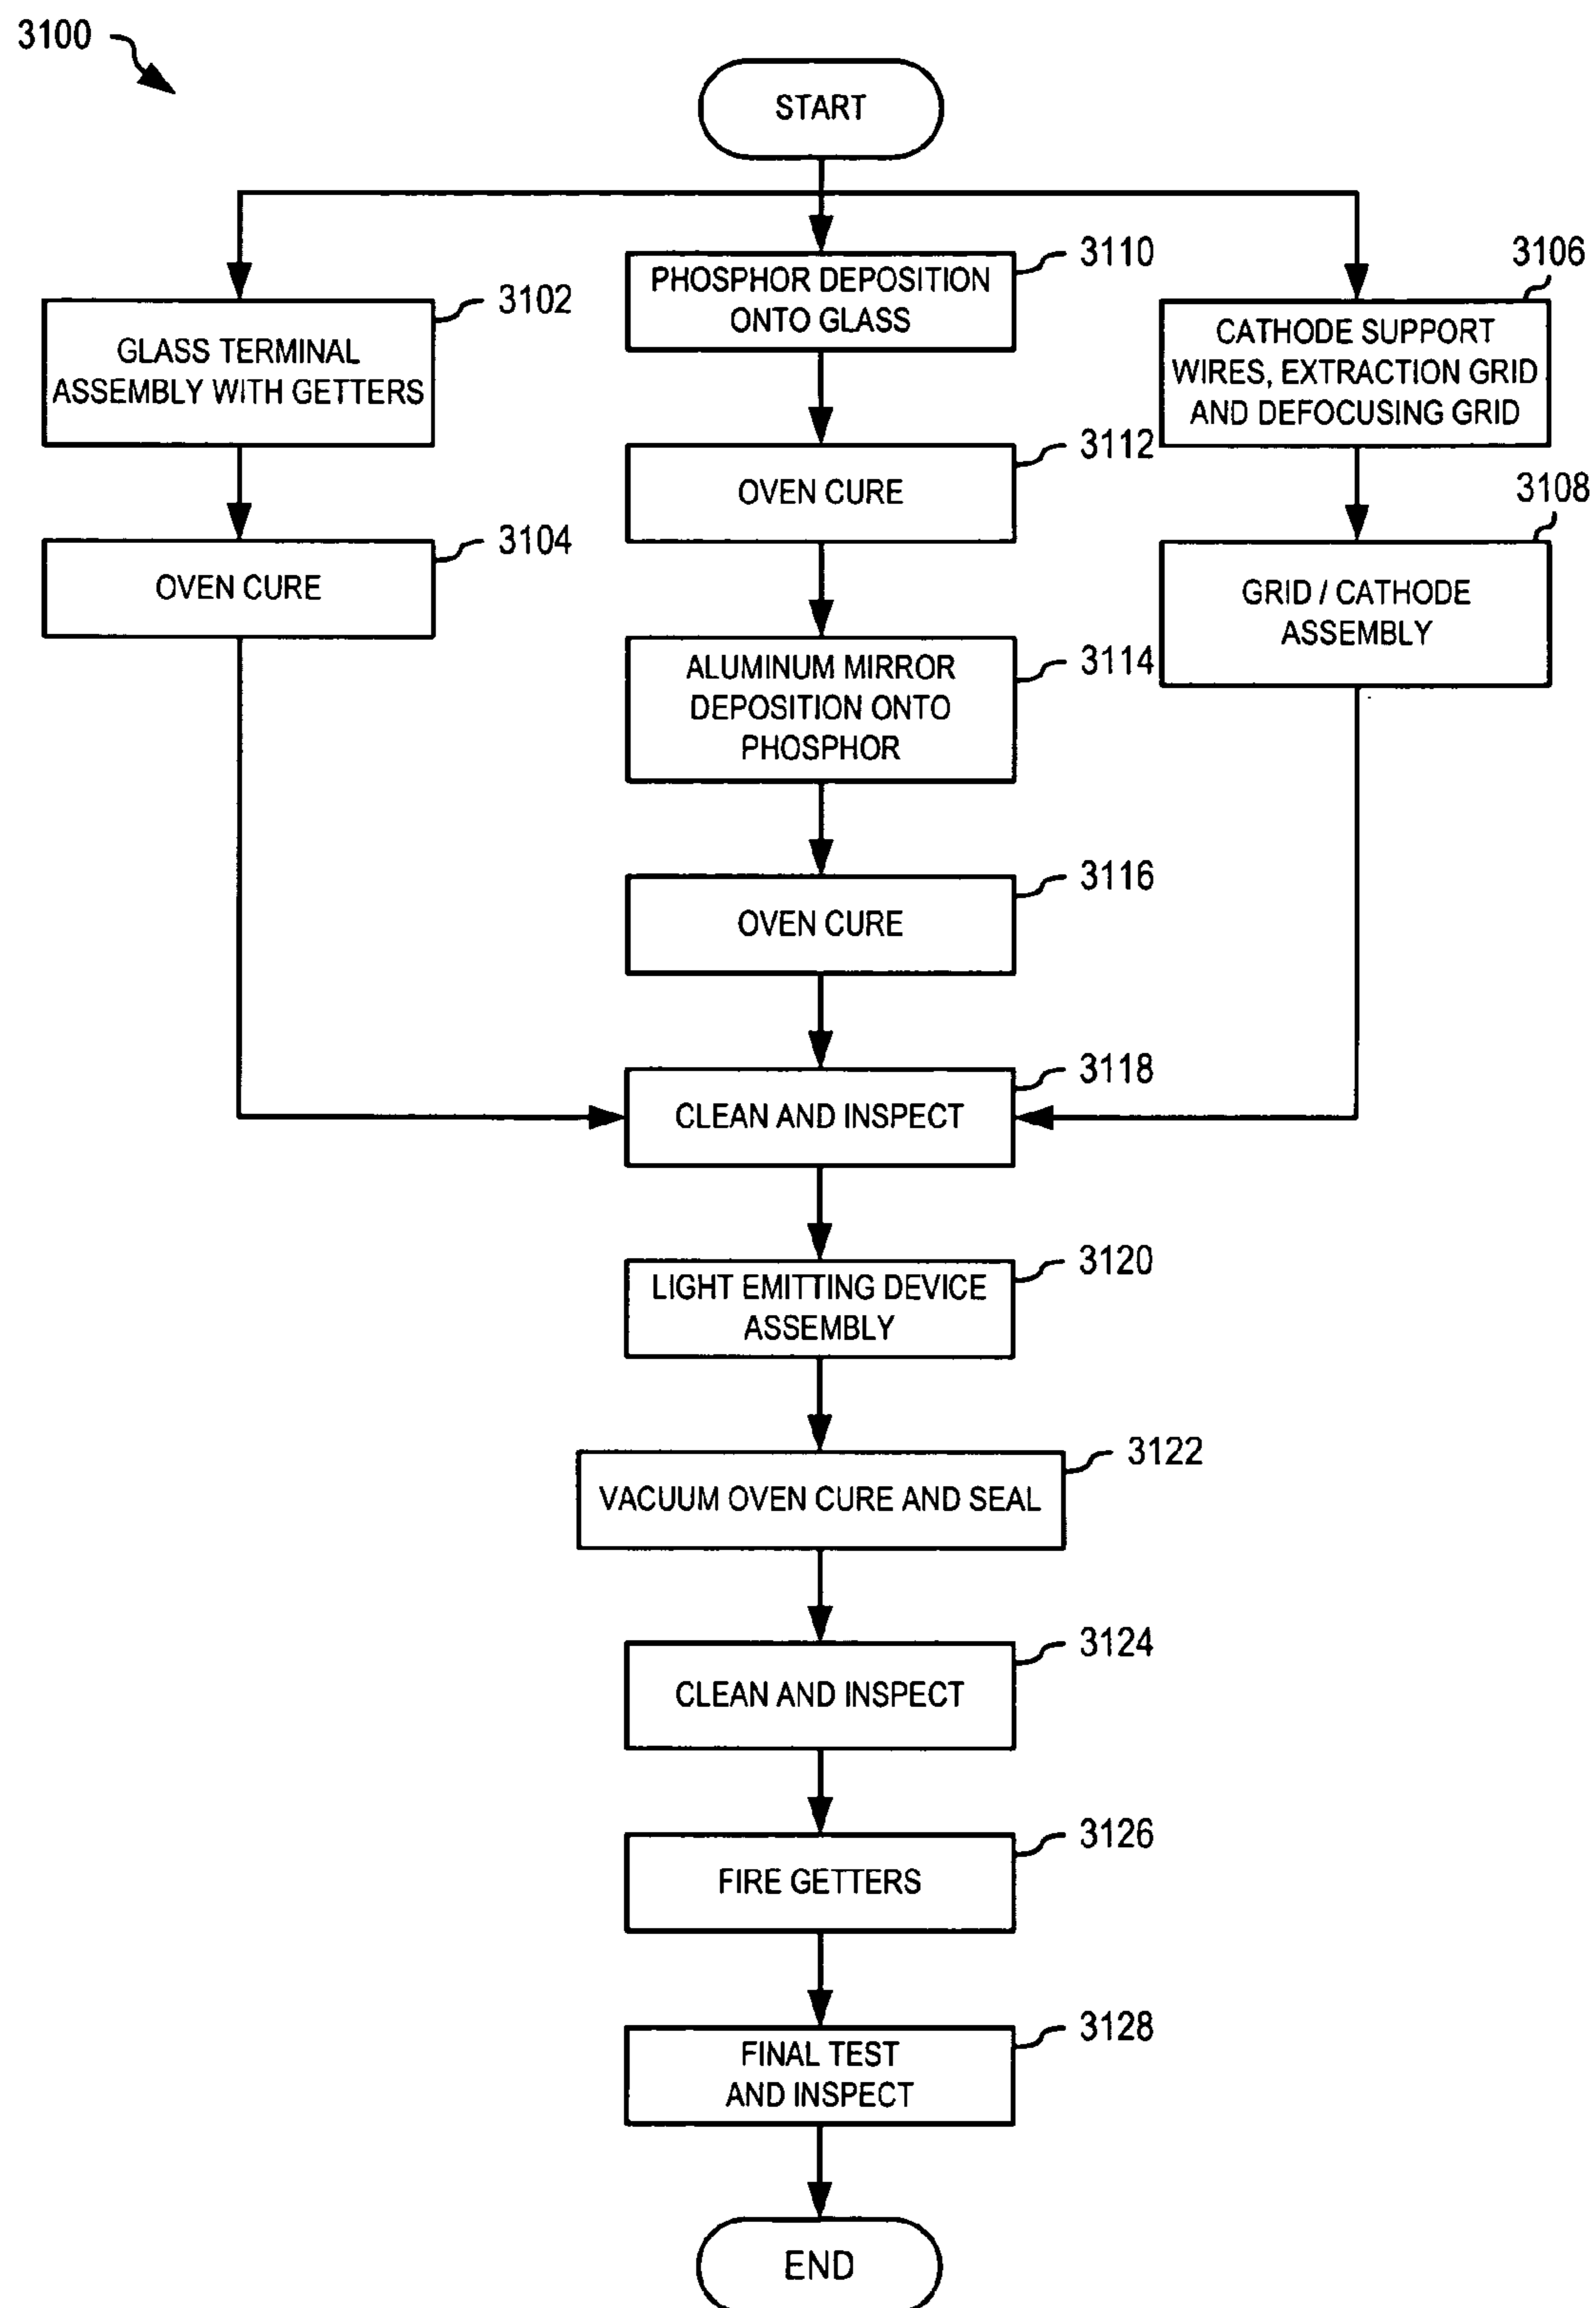 3100
START
3110
PHOSPHOR DEPOSITION
ONTO GLASS
3102
GLASS TERMINAL
ASSEMBLY WITH GETTERS
3106
CATHODE SUPPORT
WIRES, EXTRACTION GRID
AND DEFOCUSING GRID
3112
OVEN CURE
3104
OVEN CURE
3108
GRID / CATHODE
ASSEMBLY
3114
ALUMINUM MIRROR
DEPOSITION ONTO
PHOSPHOR
3116
OVEN CURE
3118
CLEAN AND INSPECT
3120
LIGHT EMITTING DEVICE
ASSEMBLY
3122
VACUUM OVEN CURE AND SEAL
3124
CLEAN AND INSPECT
3126
FIRE GETTERS
3128
FINAL TEST
AND INSPECT
END